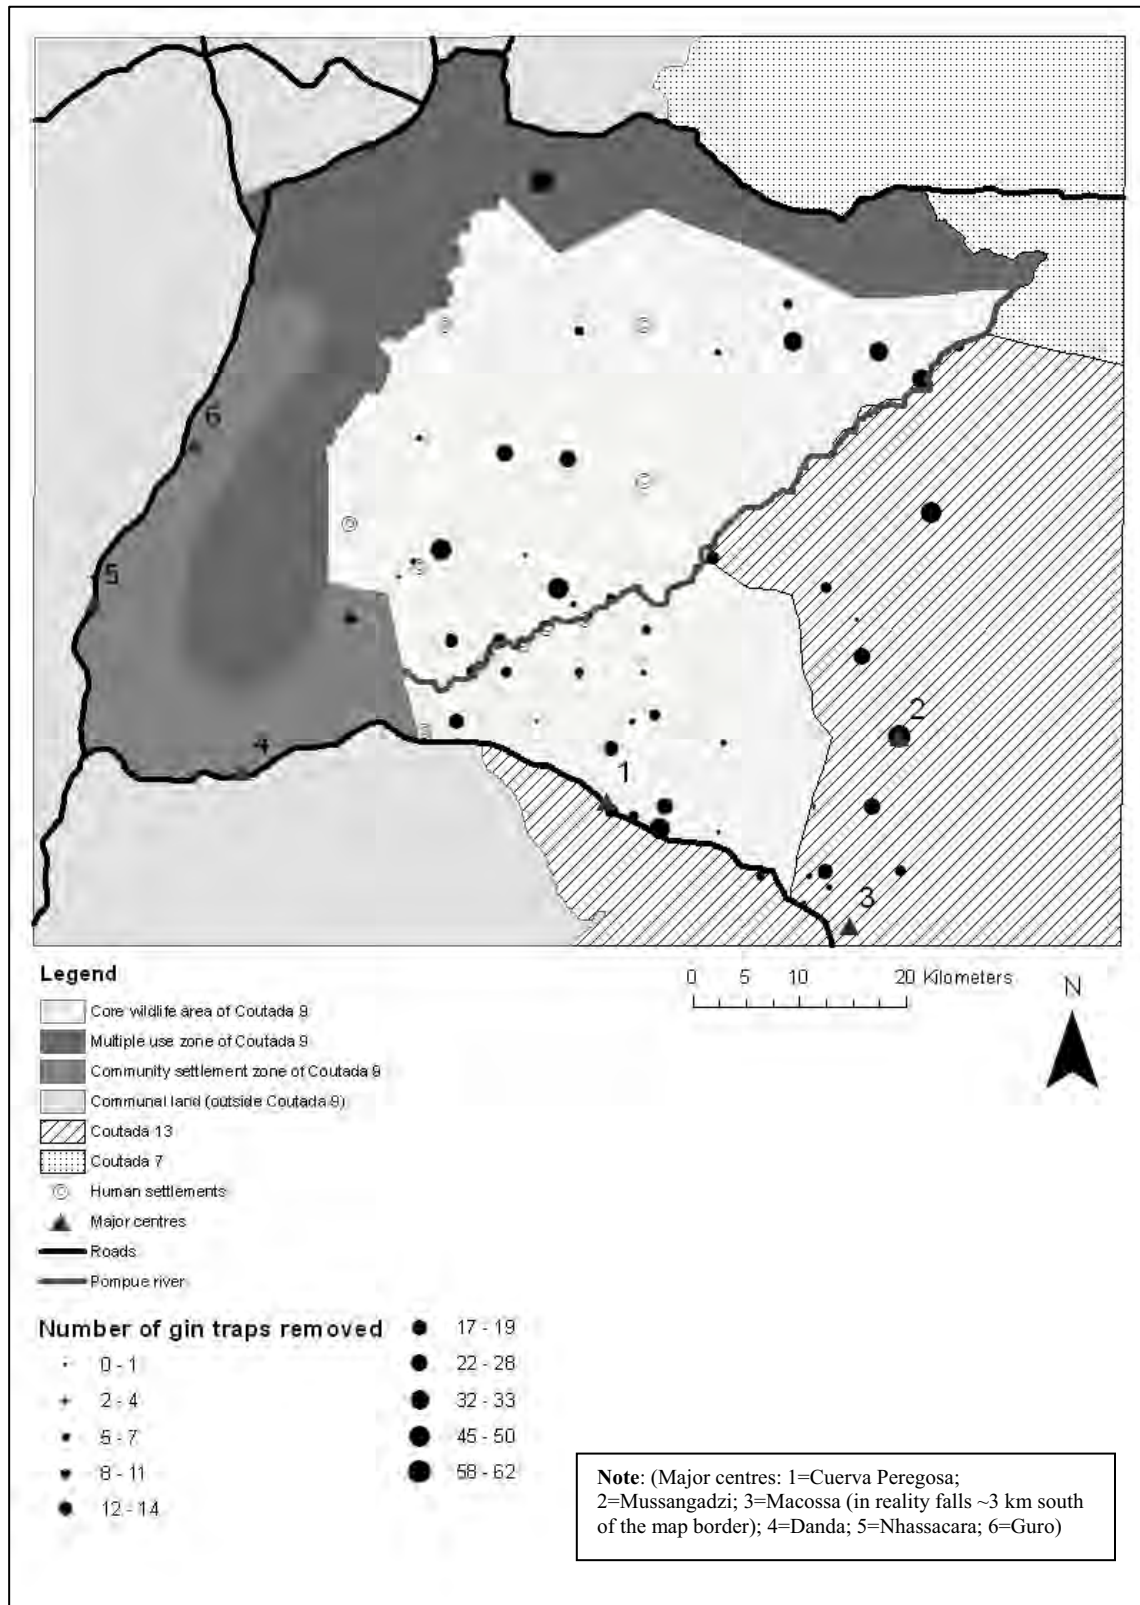 6
5
4
1
2
3
Legend
0 5 10 20 Kilometers
N
Core wildlife area of Coutada 9
Multiple use zone of Coutada 9
Community settlement zone of Coutada 9
Communal land (outside Coutada 9)
Coutada 13
Coutada 7
Human settlements
Major centres
Roads
Pompue river
Number of gin traps removed
0 - 1
2 - 4
5 - 7
8 - 11
12 - 14
17 - 19
22 - 28
32 - 33
45 - 50
58 - 62
Note: (Major centres: 1=Cuerva Peregosa;
2=Mussangadzi; 3=Macossa (in reality falls ~3 km south
of the map border); 4=Danda; 5=Nhassacara; 6=Guro)